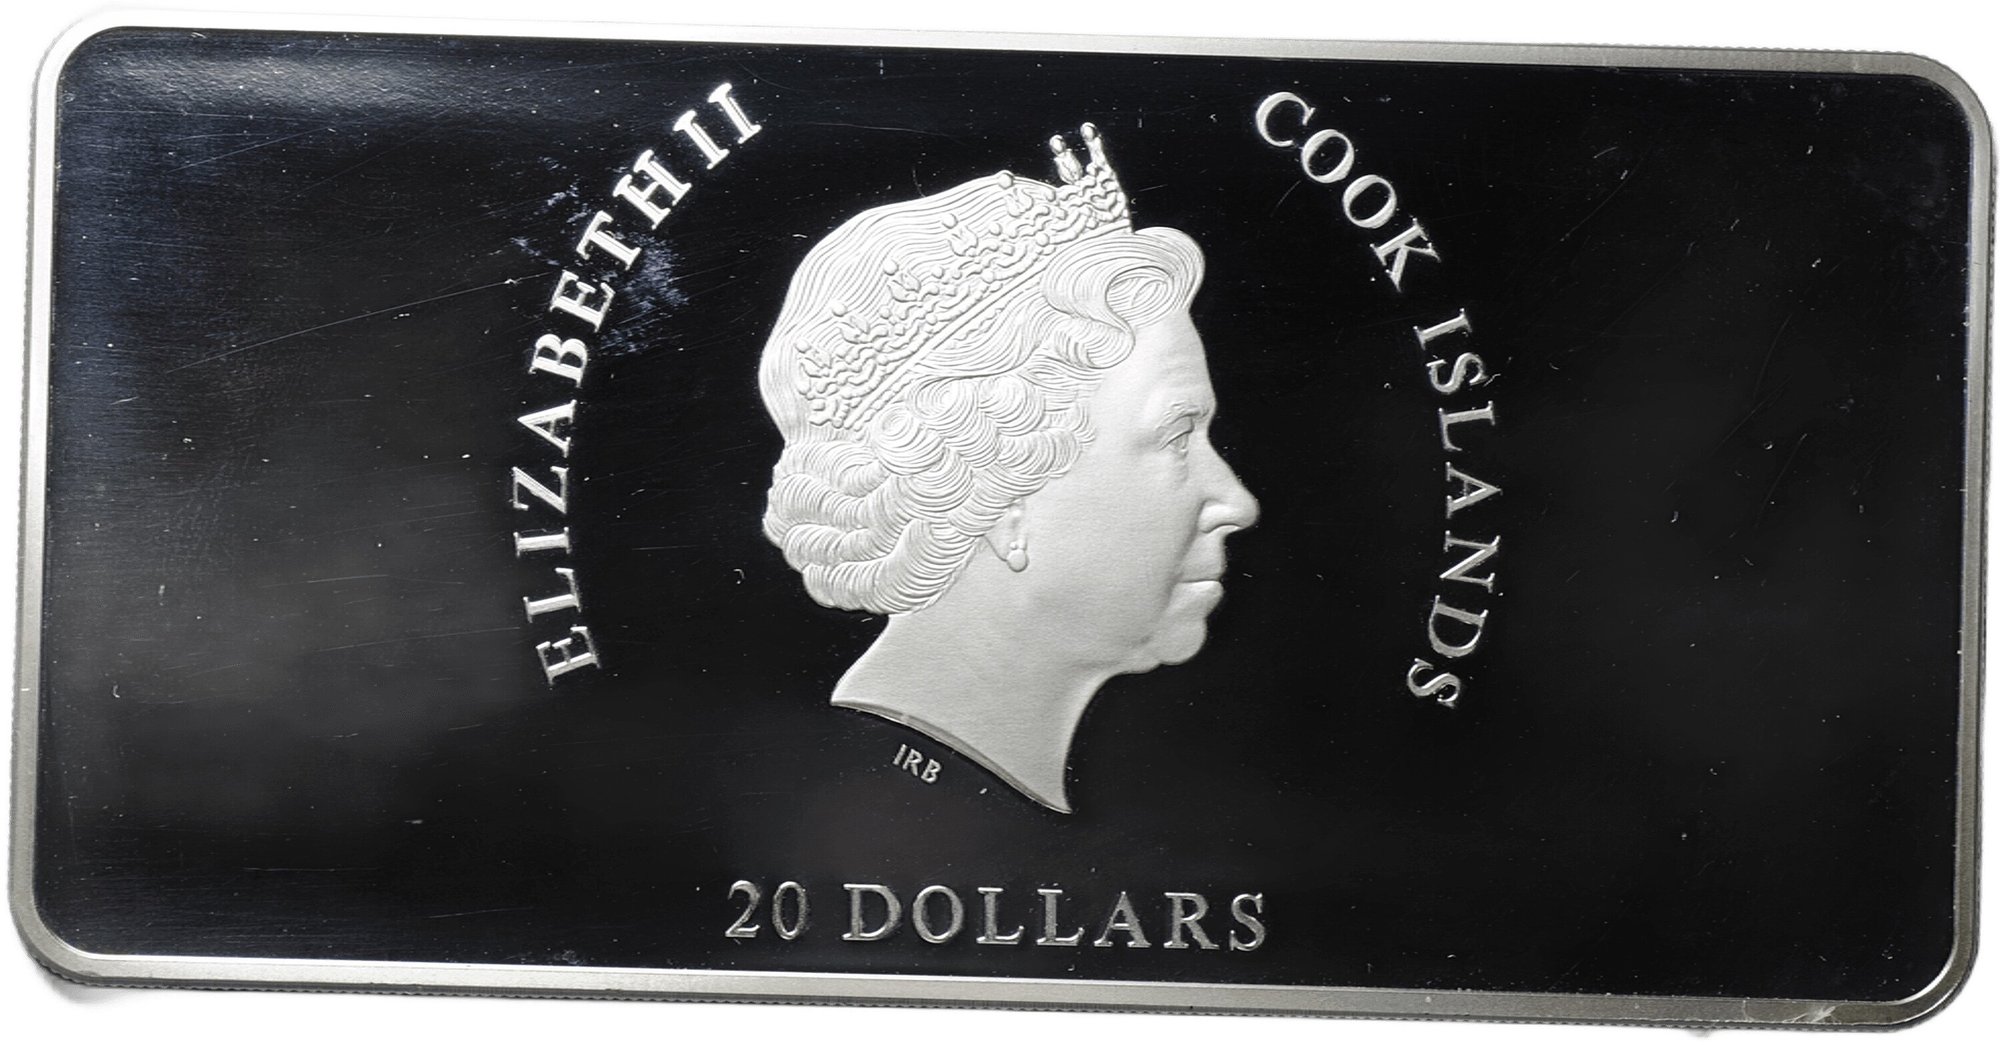 ELIZABETH II
COOK ISLANDS
IRB
20 DOLLARS